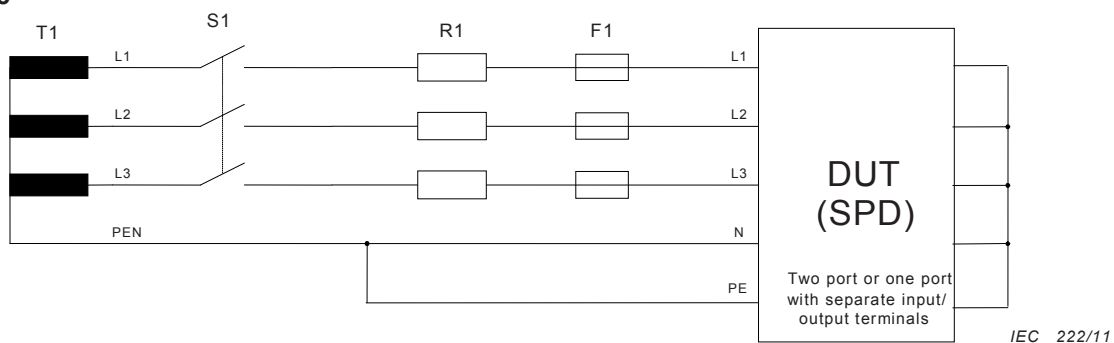 T1 S1 R1 F1
L1 L1
L2 L2
L3 L3
DUT
(SPD)
PEN N
PE
Two port or one port
with separate input/
output terminals
IEC 222/11